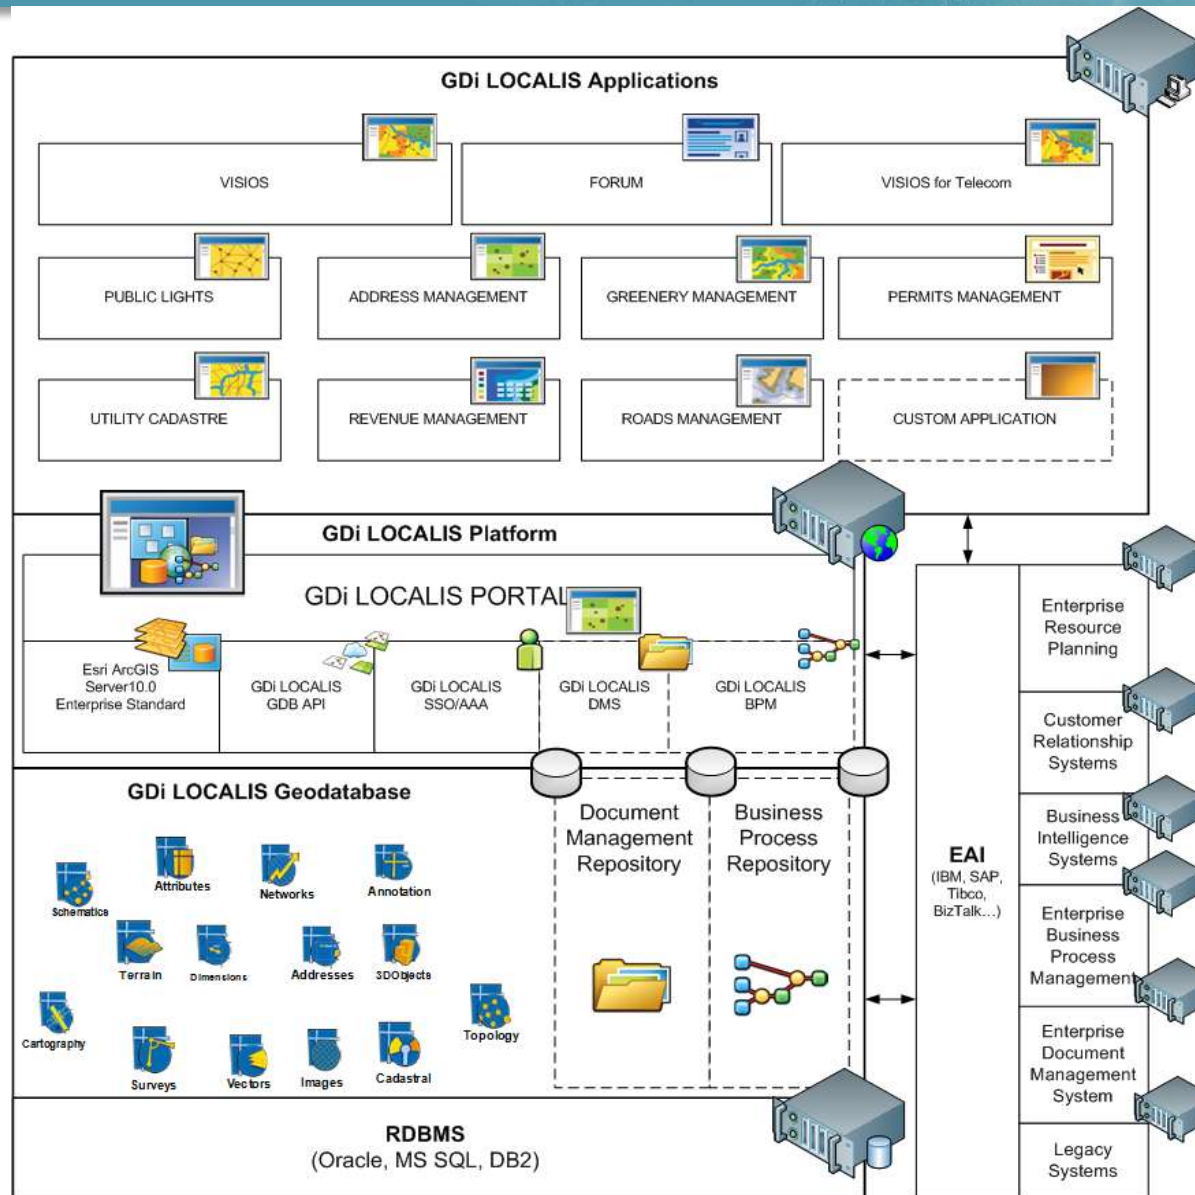 GDi LOCALIS Applications
VISIOS
FORUM
VISIOS for Telecom
PUBLIC LIGHTS
ADDRESS MANAGEMENT
GREENERY MANAGEMENT
PERMITS MANAGEMENT
UTILITY CADASTRE
REVENUE MANAGEMENT
ROADS MANAGEMENT
CUSTOM APPLICATION
GDi LOCALIS Platform
GDi LOCALIS PORTAL
Esri ArcGIS
Server10.0
Enterprise Standard
GDi LOCALIS
GDB API
GDi LOCALIS
SSO/AAA
GDi LOCALIS
DMS
GDi LOCALIS
BPM
GDi LOCALIS Geodatabase
Schematics
Attributes
Networks
Annotation
Terrain
Dimensions
Addresses
3DObjects
Cartography
Surveys
Vectors
Images
Cadastral
Topology
Document
Management
Repository
Business
Process
Repository
RDBMS
(Oracle, MS SQL, DB2)
EAI
(IBM, SAP,
Tibco,
BizTalk...)
Enterprise
Resource
Planning
Customer
Relationship
Systems
Business
Intelligence
Systems
Enterprise
Business
Process
Management
Enterprise
Document
Management
System
Legacy
Systems